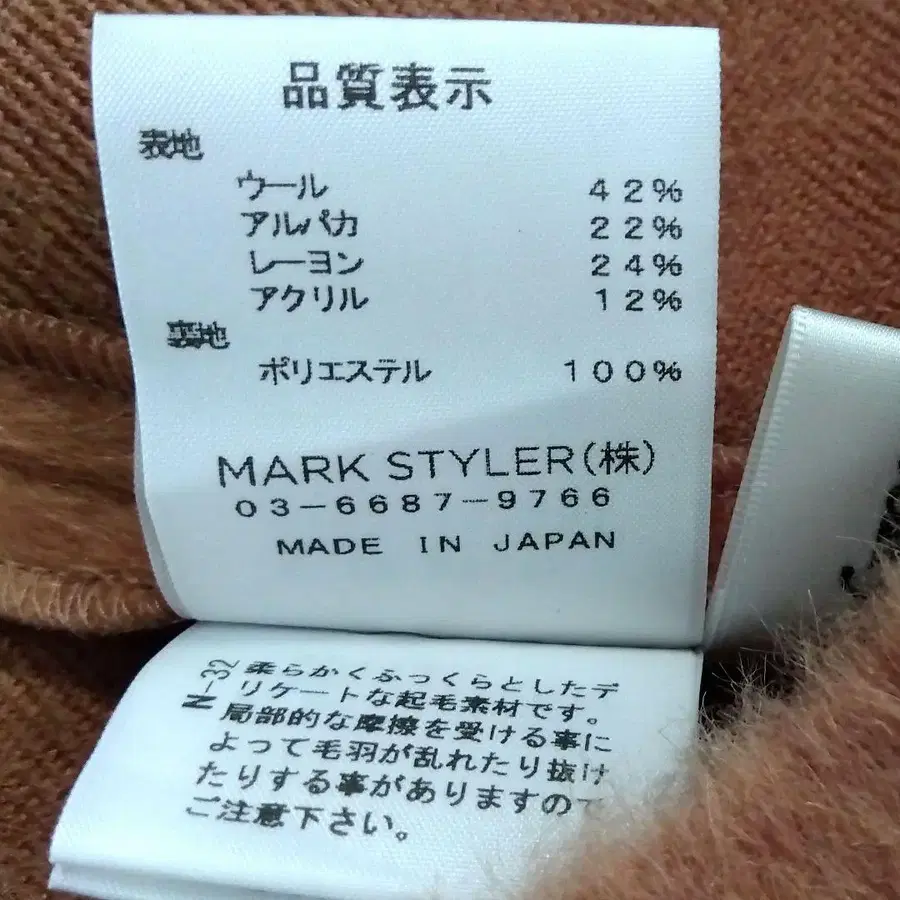 品質表示
表地
ウール 42%
アルパカ 22%
レーヨン 24%
アクリル 12%
裏地
ポリエステル 100%
MARK STYLER(株)
03-6687-9766
MADE IN JAPAN
N-32
柔らかくふっくらとしたデ
リケートな起毛素材です。
局部的な摩擦を受ける事に
よって毛羽が乱れたり抜け
たりする事がありますので
ご注意下さい。